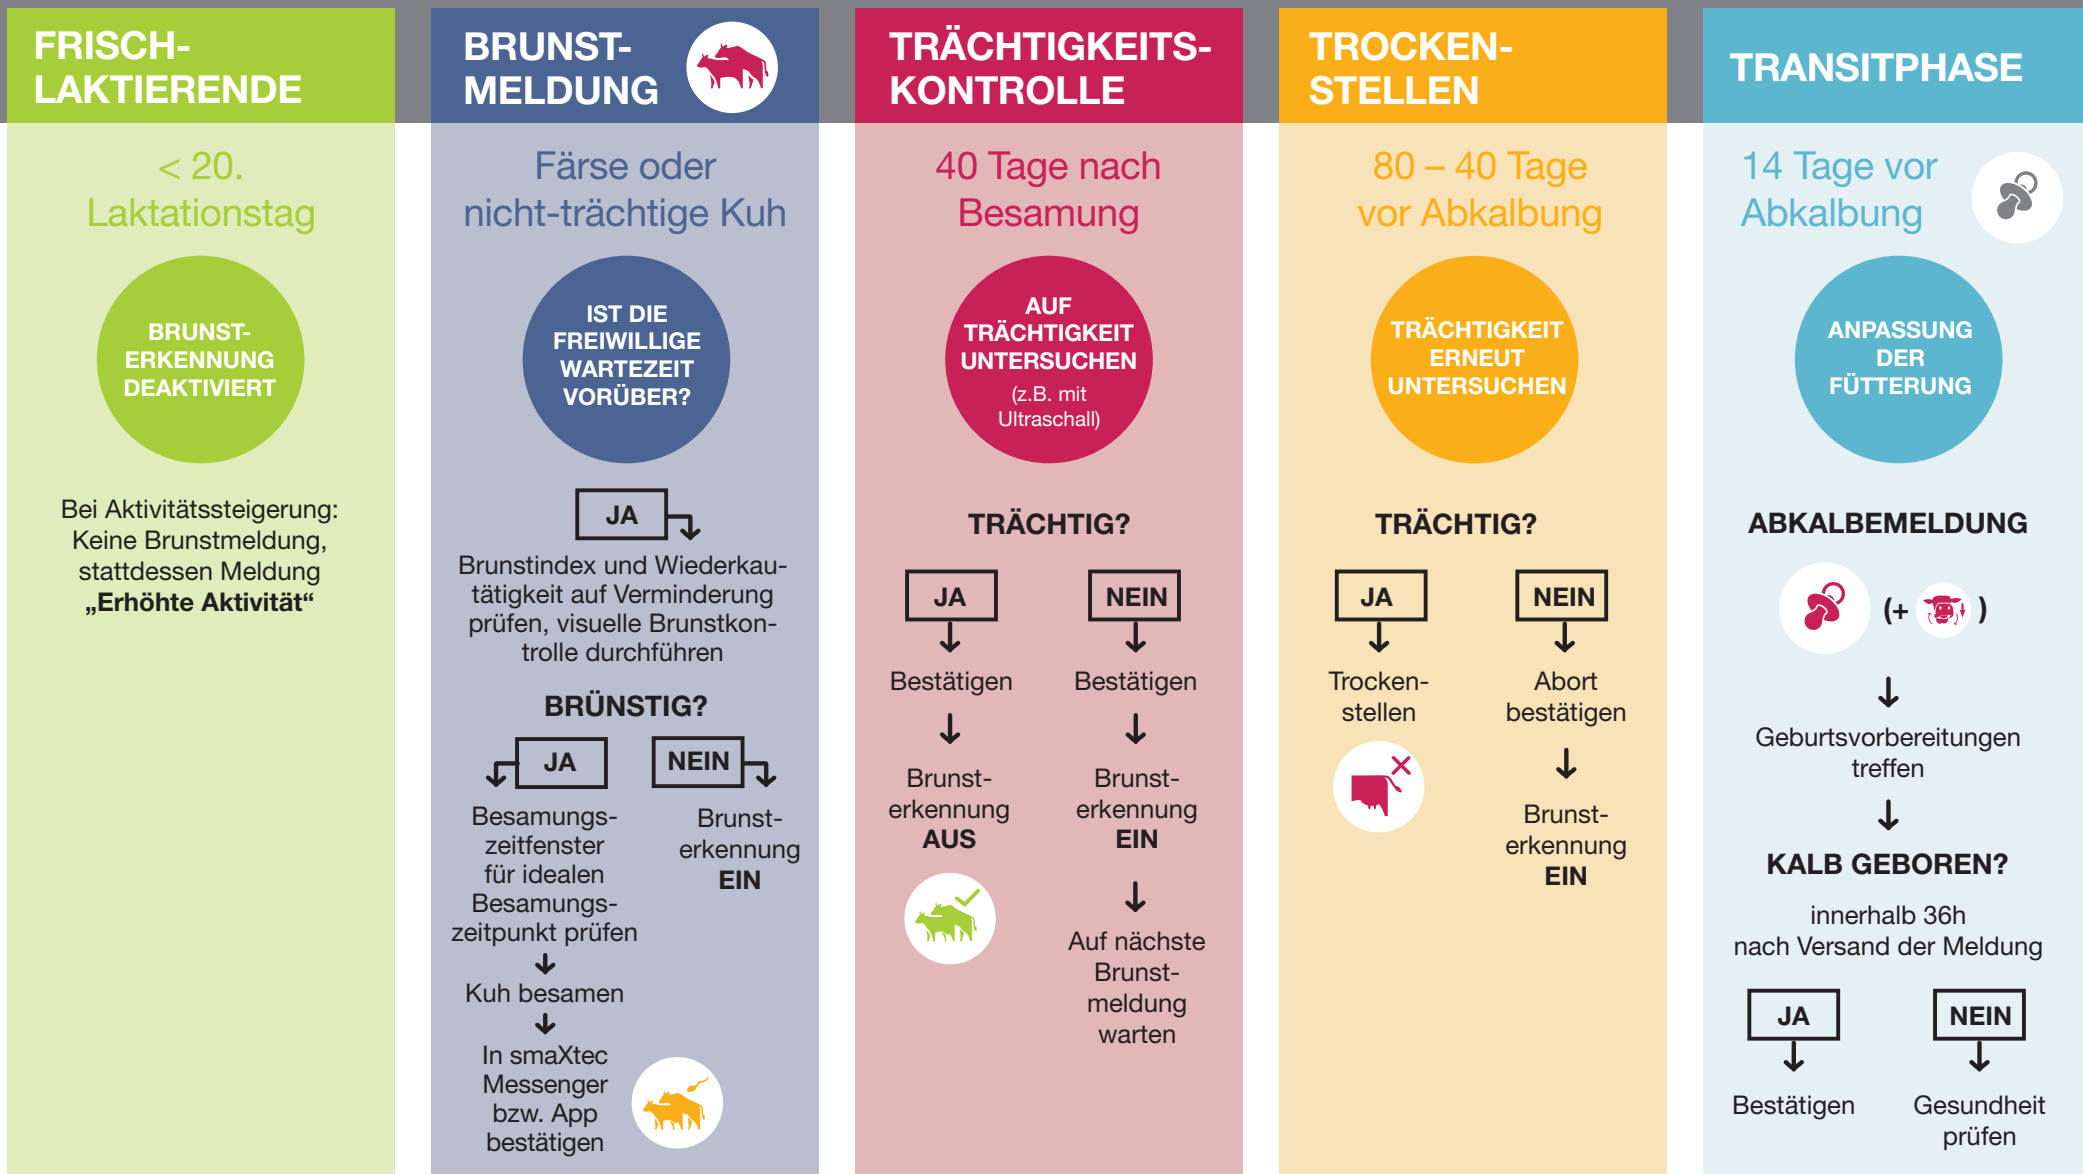 FRISCH-
LAKTIERENDE
< 20.
Laktationstag
BRUNST-
ERKENNUNG
DEAKTIVIERT
Bei Aktivitätssteigerung:
Keine Brunstmeldung,
stattdessen Meldung
„Erhöhte Aktivität“
BRUNST-
MELDUNG
Färse oder
nicht-trächtige Kuh
IST DIE
FREIWILLIGE
WARTEZEIT
VORÜBER?
JA
Brunstindex und Wiederkau-
tätigkeit auf Verminderung
prüfen, visuelle Brunstkon-
trolle durchführen
BRÜNSTIG?
JA
Besamungs-
zeitfenster
für idealen
Besamungs-
zeitpunkt prüfen
Kuh besamen
In smaXtec
Messenger
bzw. App
bestätigen
NEIN
Brunst-
erkennung
EIN
TRÄCHTIGKEITS-
KONTROLLE
40 Tage nach
Besamung
AUF
TRÄCHTIGKEIT
UNTERSUCHEN
(z.B. mit
Ultraschall)
TRÄCHTIG?
JA
Bestätigen
Brunst-
erkennung
AUS
NEIN
Bestätigen
Brunst-
erkennung
EIN
Auf nächste
Brunst-
meldung
warten
TROCKEN-
STELLEN
80 – 40 Tage
vor Abkalbung
TRÄCHTIGKEIT
ERNEUT
UNTERSUCHEN
TRÄCHTIG?
JA
Trocken-
stellen
NEIN
Abort
bestätigen
Brunst-
erkennung
EIN
TRANSITPHASE
14 Tage vor
Abkalbung
ANPASSUNG
DER
FÜTTERUNG
ABKALBEMELDUNG
(+ )
Geburtsvorbereitungen
treffen
KALB GEBOREN?
innerhalb 36h
nach Versand der Meldung
JA
Bestätigen
NEIN
Gesundheit
prüfen